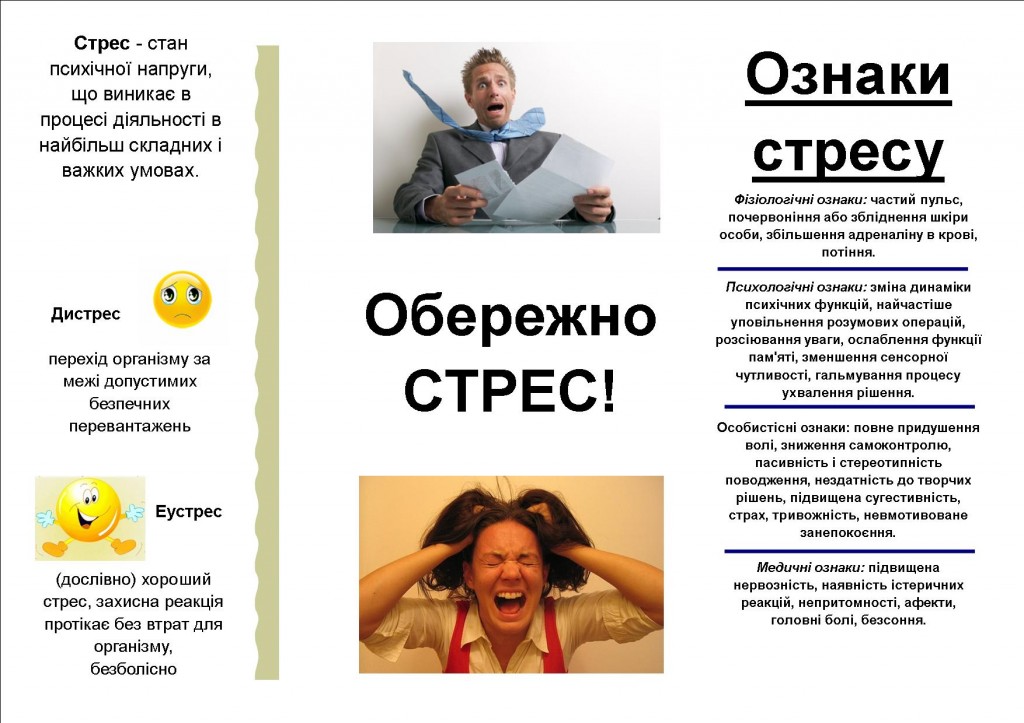 Стрес - стан
психічної напруги,
що виникає в
процесі діяльності в
найбільш складних і
важких умовах.
Дистрес
перехід організму за
межі допустимих
безпечних
перевантажень
Еустрес
(дослівно) хороший
стрес, захисна реакція
протікає без втрат для
організму,
безболісно
Обережно
СТРЕС!
Ознаки
стресу
Фізіологічні ознаки: частий пульс,
почервоніння або збліднення шкіри
особи, збільшення адреналіну в крові,
потіння.
Психологічні ознаки: зміна динаміки
психічних функцій, найчастіше
уповільнення розумових операцій,
розсіювання уваги, ослаблення функції
пам'яті, зменшення сенсорної
чутливості, гальмування процесу
ухвалення рішення.
Особистісні ознаки: повне придушення
волі, зниження самоконтролю,
пасивність і стереотипність
поводження, нездатність до творчих
рішень, підвищена сугестивність,
страх, тривожність, невмотивоване
занепокоєння.
Медичні ознаки: підвищена
нервозність, наявність істеричних
реакцій, непритомності, афекти,
головні болі, безсоння.